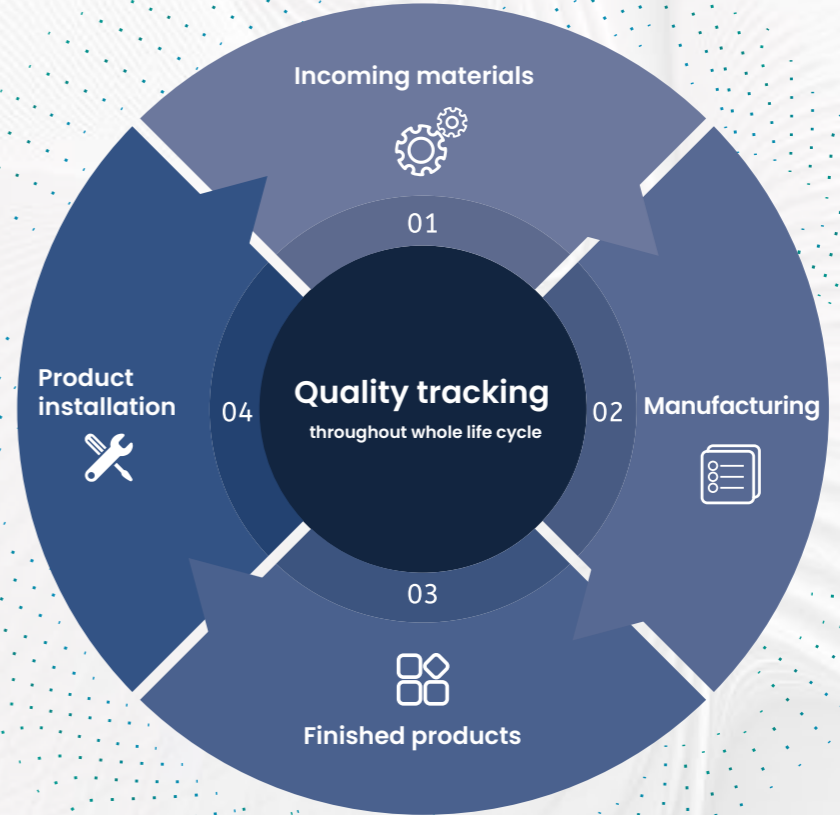 Incoming materials
01
Quality tracking
throughout whole life cycle
02
Manufacturing
03
Finished products
04
Product
installation